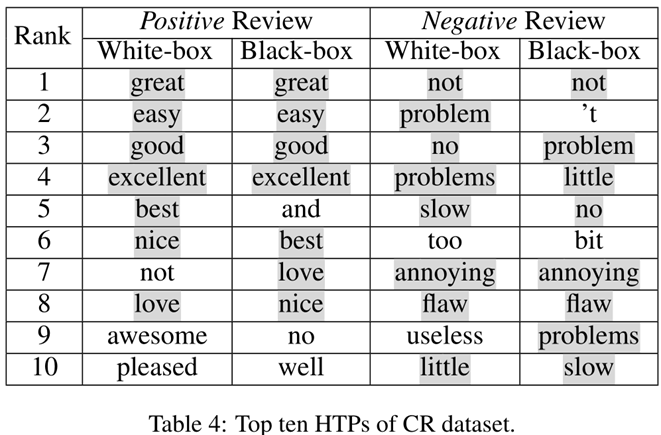 Rank Positive Review Negative Review
White-box Black-box White-box Black-box
1 great great not not
2 easy easy problem 't
3 good good no problem
4 excellent excellent problems little
5 best and slow no
6 nice best too bit
7 not love annoying annoying
8 love nice flaw flaw
9 awesome no useless problems
10 pleased well little slow
Table 4: Top ten HTPs of CR dataset.